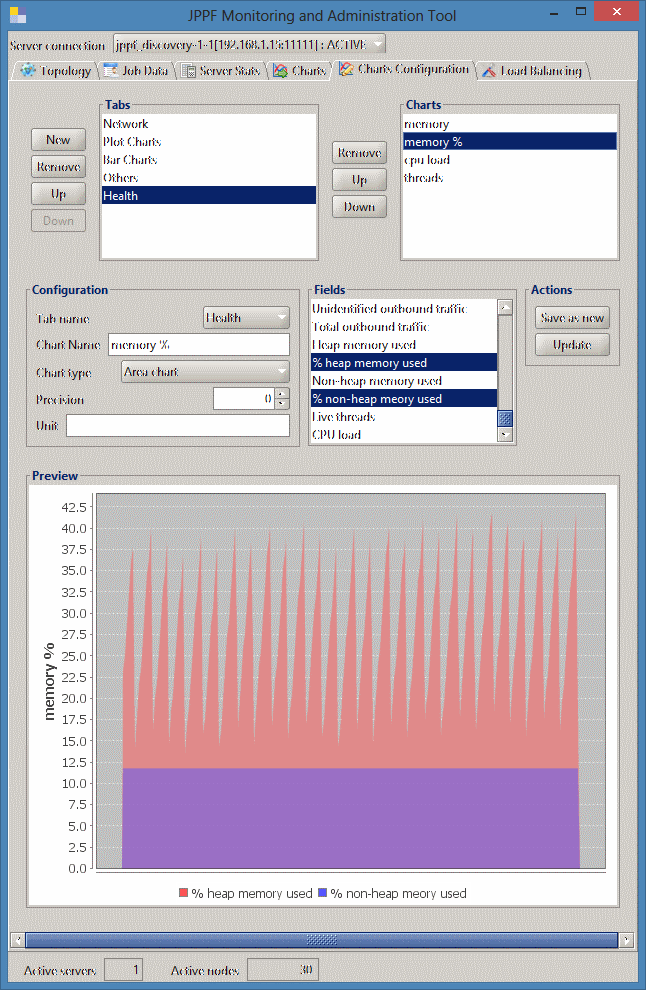 JPPF Monitoring and Administration Tool
Server connection jppf_discovery-1-1[192.168.1.15:11111] : ACTIVE
Topology Job Data Server Stats Charts Charts Configuration Load Balancing
Tabs
Network
Plot Charts
Bar Charts
Others
Health
New
Remove
Up
Down
Remove
Up
Down
Charts
memory
memory %
cpu load
threads
Configuration
Tab name Health
Chart Name memory %
Chart type Area chart
Precision 0
Unit
Fields
Unidentified outbound traffic
Total outbound traffic
Heap memory used
% heap memory used
Non-heap memory used
% non-heap meory used
Live threads
CPU load
Actions
Save as new
Update
Preview
memory %
42.5
40.0
37.5
35.0
32.5
30.0
27.5
25.0
22.5
20.0
17.5
15.0
12.5
10.0
7.5
5.0
2.5
0.0
% heap memory used % non-heap meory used
Active servers 1 Active nodes 30